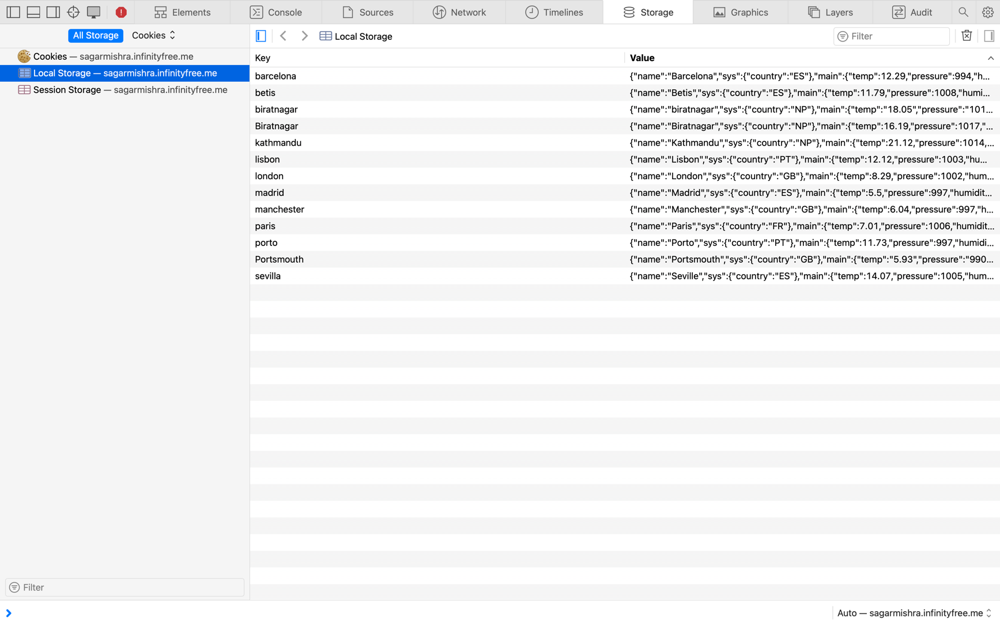 Elements Console Sources Network Timelines Storage Graphics Layers Audit
All Storage Cookies
Local Storage
Filter
Cookies — sagarmishra.infinityfree.me
Local Storage — sagarmishra.infinityfree.me
Session Storage — sagarmishra.infinityfree.me
Key Value
barcelona {"name":"Barcelona","sys":{"country":"ES"},"main":{"temp":12.29,"pressure":994,"h...
betis {"name":"Betis","sys":{"country":"ES"},"main":{"temp":11.79,"pressure":1008,"humi...
biratnagar {"name":"biratnagar","sys":{"country":"NP"},"main":{"temp":"18.05","pressure":"101...
Biratnagar {"name":"Biratnagar","sys":{"country":"NP"},"main":{"temp":16.19,"pressure":1017,"...
kathmandu {"name":"Kathmandu","sys":{"country":"NP"},"main":{"temp":21.12,"pressure":1014,...
lisbon {"name":"Lisbon","sys":{"country":"PT"},"main":{"temp":12.12,"pressure":1003,"hu...
london {"name":"London","sys":{"country":"GB"},"main":{"temp":8.29,"pressure":1002,"hum...
madrid {"name":"Madrid","sys":{"country":"ES"},"main":{"temp":5.5,"pressure":997,"humidit...
manchester {"name":"Manchester","sys":{"country":"GB"},"main":{"temp":6.04,"pressure":997,"h...
paris {"name":"Paris","sys":{"country":"FR"},"main":{"temp":7.01,"pressure":1006,"humidit...
porto {"name":"Porto","sys":{"country":"PT"},"main":{"temp":11.73,"pressure":997,"humidi...
Portsmouth {"name":"Portsmouth","sys":{"country":"GB"},"main":{"temp":"5.93","pressure":"990...
sevilla {"name":"Seville","sys":{"country":"ES"},"main":{"temp":14.07,"pressure":1005,"hum...
Filter
Auto — sagarmishra.infinityfree.me